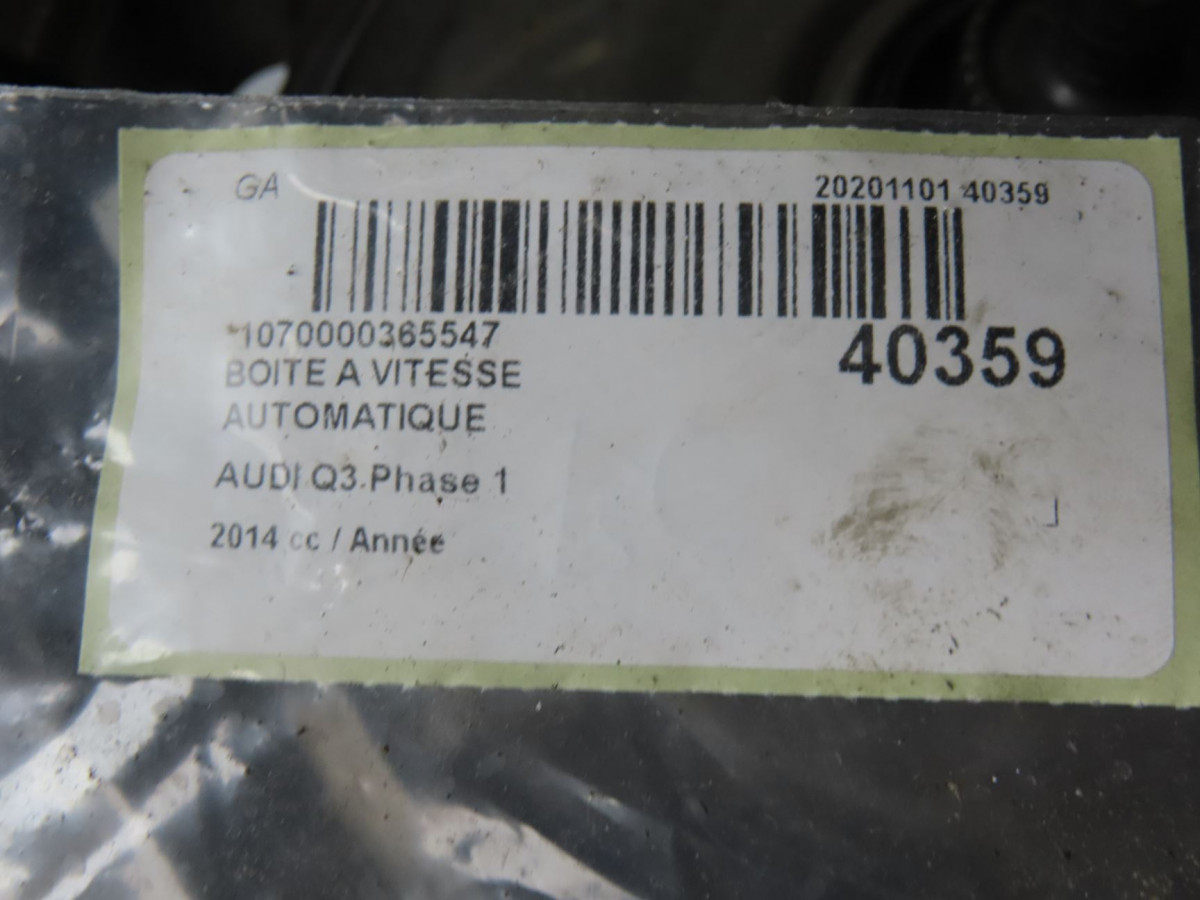 GA
20201101 40359
*1070000365547
40359
BOITE A VITESSE
AUTOMATIQUE
AUDI Q3 Phase 1
2014 cc / Année